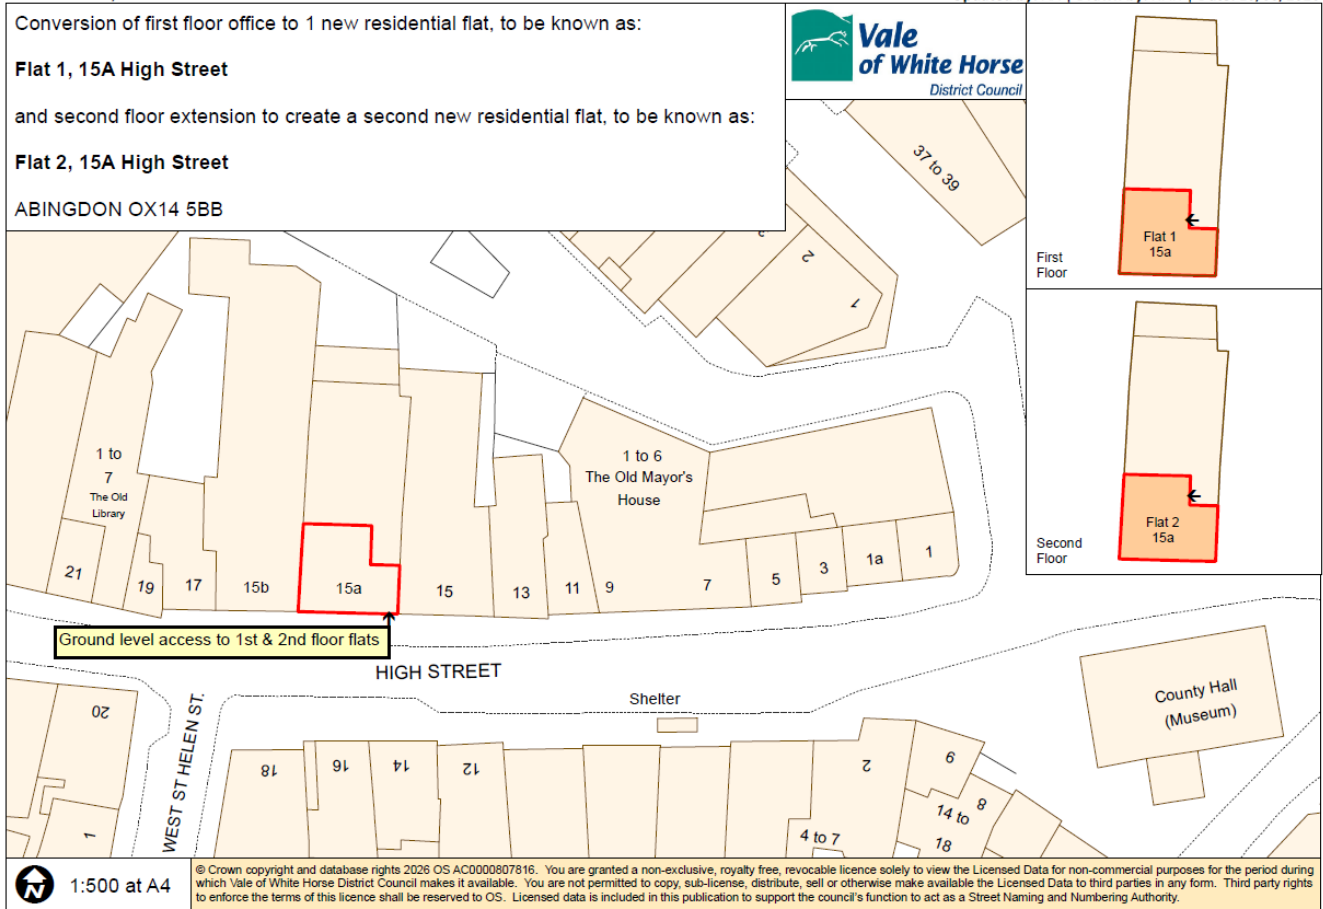 Conversion of first floor office to 1 new residential flat, to be known as:
Flat 1, 15A High Street
and second floor extension to create a second new residential flat, to be known as:
Flat 2, 15A High Street
ABINGDON OX14 5BB
Vale
of White Horse
District Council
37 to 39
3
2
1
Flat 1
15a
First
Floor
Flat 2
15a
Second
Floor
1 to
7
The Old
Library
1 to 6
The Old Mayor's
House
21
19
17
15b
15a
15
13
11
9
7
5
3
1a
1
Ground level access to 1st & 2nd floor flats
HIGH STREET
Shelter
County Hall
(Museum)
WEST ST HELEN ST.
20
1
18
16
14
12
2
6
8
14 to
18
4 to 7
N
1:500 at A4
© Crown copyright and database rights 2026 OS AC0000807816. You are granted a non-exclusive, royalty free, revocable licence solely to view the Licensed Data for non-commercial purposes for the period during
which Vale of White Horse District Council makes it available. You are not permitted to copy, sub-license, distribute, sell or otherwise make available the Licensed Data to third parties in any form. Third party rights
to enforce the terms of this licence shall be reserved to OS. Licensed data is included in this publication to support the council's function to act as a Street Naming and Numbering Authority.